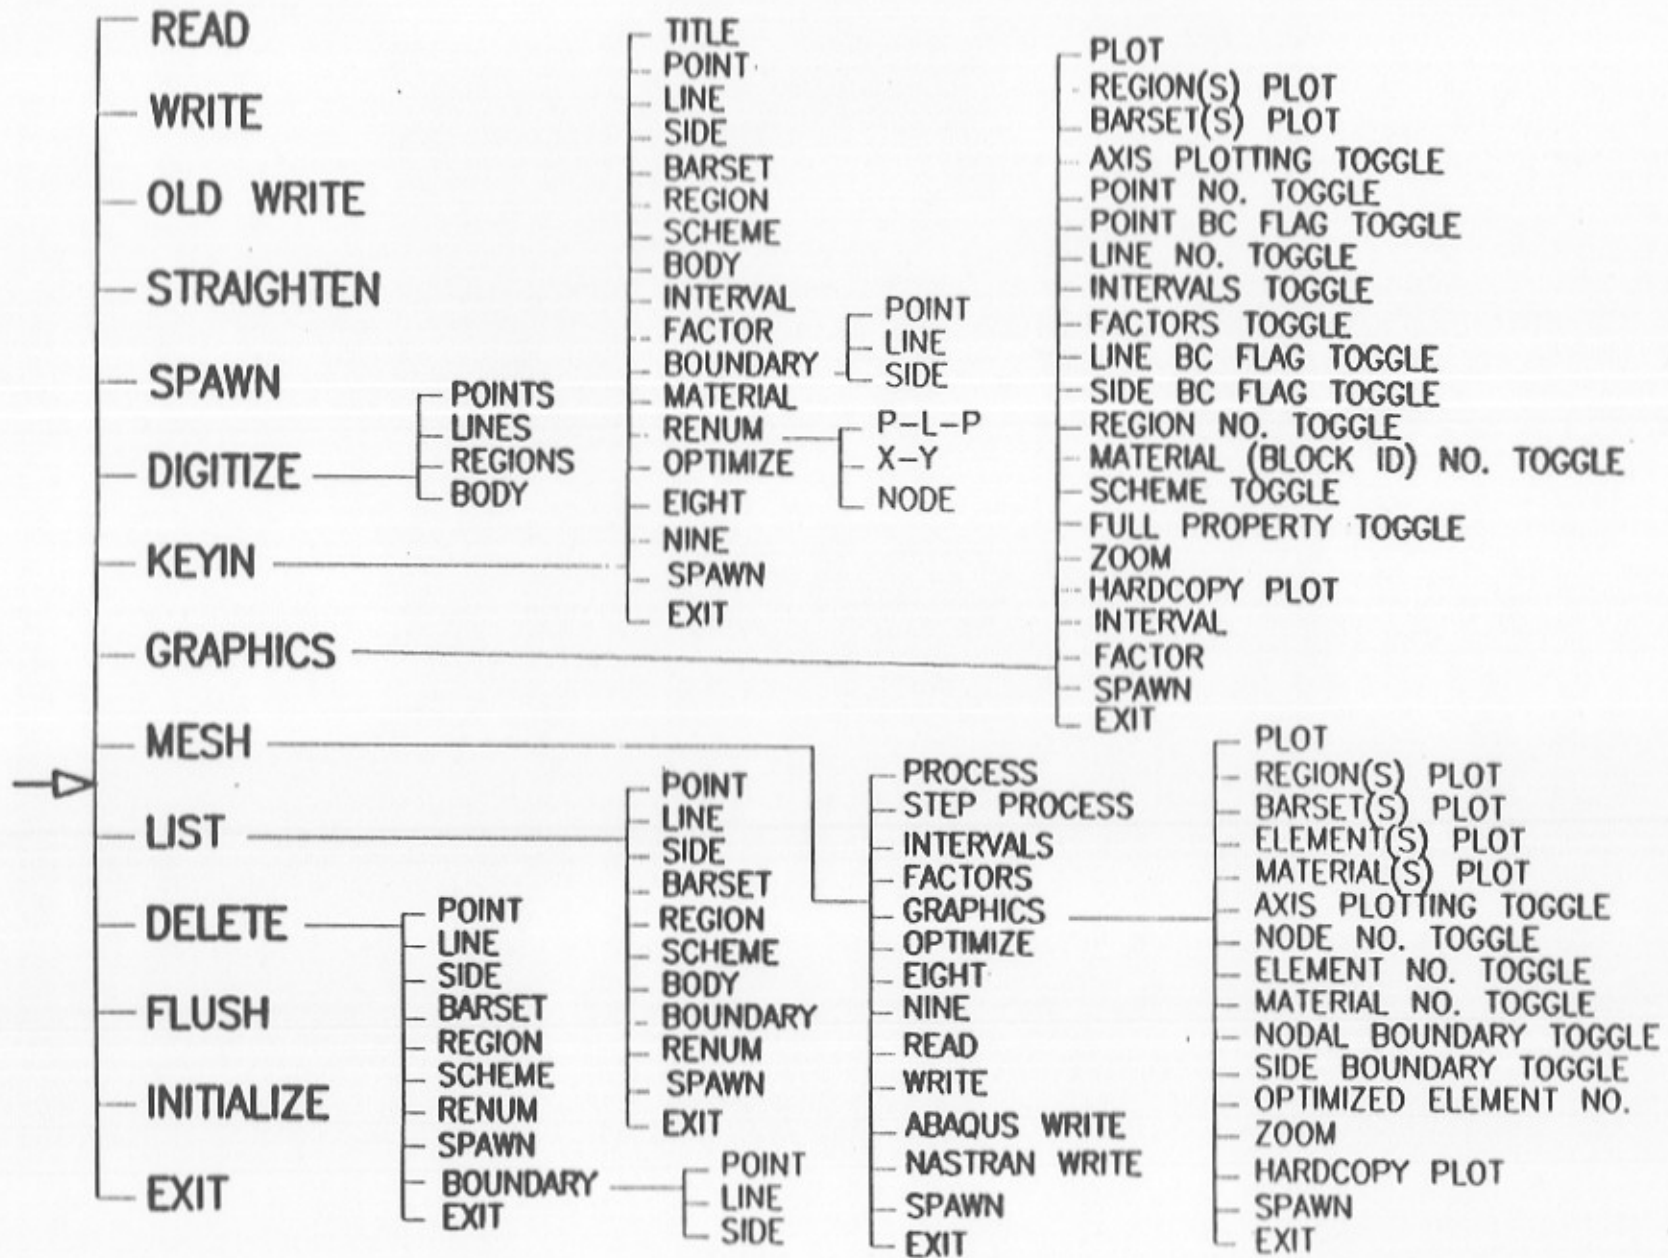 READ
WRITE
OLD WRITE
STRAIGHTEN
SPAWN
DIGITIZE
KEYIN
GRAPHICS
MESH
LIST
DELETE
FLUSH
INITIALIZE
EXIT
POINTS
LINES
REGIONS
BODY
TITLE
POINT
LINE
SIDE
BARSET
REGION
SCHEME
BODY
INTERVAL
FACTOR
BOUNDARY
MATERIAL
RENUM
OPTIMIZE
EIGHT
NINE
SPAWN
EXIT
POINT
LINE
SIDE
P-L-P
X-Y
NODE
PLOT
REGION(S) PLOT
BARSET(S) PLOT
AXIS PLOTTING TOGGLE
POINT NO. TOGGLE
POINT BC FLAG TOGGLE
LINE NO. TOGGLE
INTERVALS TOGGLE
FACTORS TOGGLE
LINE BC FLAG TOGGLE
SIDE BC FLAG TOGGLE
REGION NO. TOGGLE
MATERIAL (BLOCK ID) NO. TOGGLE
SCHEME TOGGLE
FULL PROPERTY TOGGLE
ZOOM
HARDCOPY PLOT
INTERVAL
FACTOR
SPAWN
EXIT
POINT
LINE
SIDE
BARSET
REGION
SCHEME
BODY
BOUNDARY
RENUM
SPAWN
EXIT
POINT
LINE
SIDE
BARSET
REGION
SCHEME
RENUM
SPAWN
BOUNDARY
EXIT
POINT
LINE
SIDE
PROCESS
STEP PROCESS
INTERVALS
FACTORS
GRAPHICS
OPTIMIZE
EIGHT
NINE
READ
WRITE
ABAQUS WRITE
NASTRAN WRITE
SPAWN
EXIT
PLOT
REGION(S) PLOT
BARSET(S) PLOT
ELEMENT(S) PLOT
MATERIAL(S) PLOT
AXIS PLOTTING TOGGLE
NODE NO. TOGGLE
ELEMENT NO. TOGGLE
MATERIAL NO. TOGGLE
NODAL BOUNDARY TOGGLE
SIDE BOUNDARY TOGGLE
OPTIMIZED ELEMENT NO.
ZOOM
HARDCOPY PLOT
SPAWN
EXIT